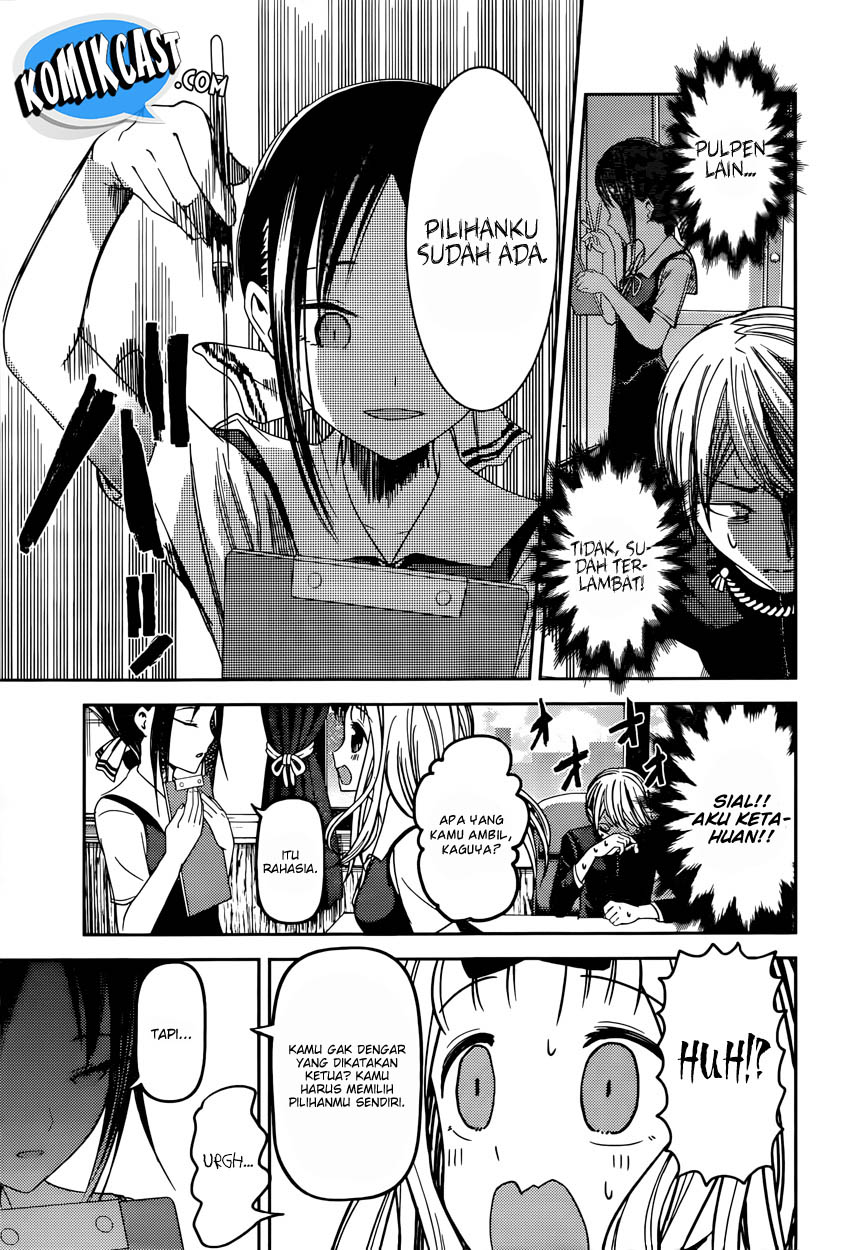 KOMIKCAST
.COM
PULPEN
LAIN...
PILIHANKU
SUDAH ADA.
TIDAK, SU-
DAH TER-
LAMBAT!
SIAL!!
AKU KETA-
HUAN!!
APA YANG
KAMU AMBIL,
KAGUYA?
ITU
RAHASIA.
HUH!?
KAMU GAK DENGAR
YANG DIKATAKAN
KETUA? KAMU
HARUS MEMILIH
PILIHANMU SENDIRI.
TAPI...
URGH...